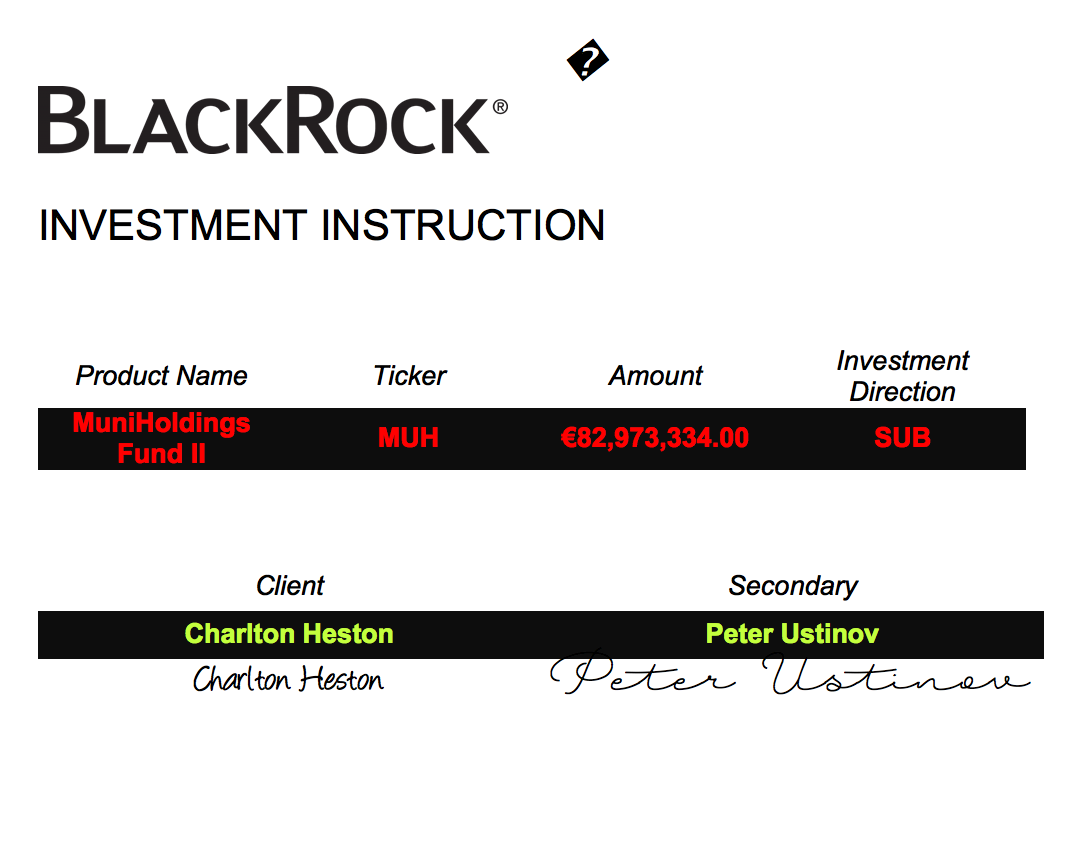 �
BLACKROCK®
INVESTMENT INSTRUCTION
Product Name Ticker Amount Investment Direction
MuniHoldings Fund II MUH €82,973,334.00 SUB
Client Secondary
Charlton Heston Peter Ustinov
Charlton Heston Peter Ustinov